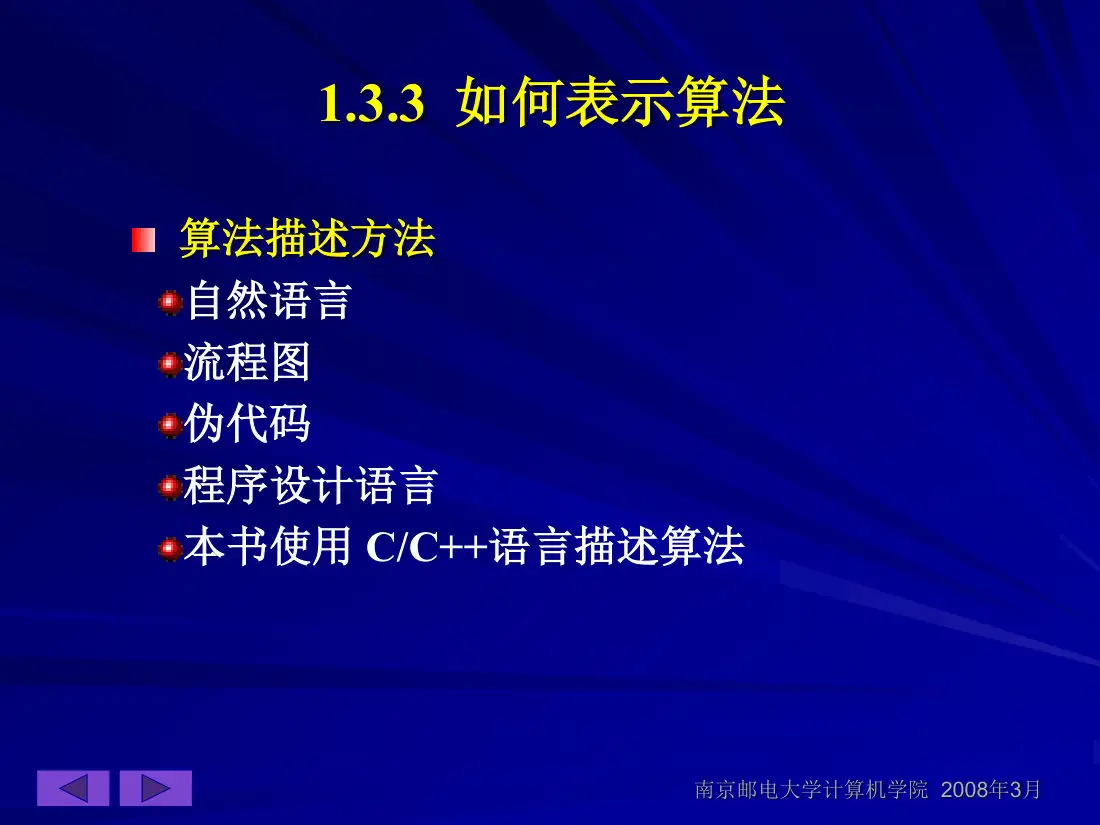 1.3.3 如何表示算法
算法描述方法
自然语言
流程图
伪代码
程序设计语言
本书使用 C/C++语言描述算法
南京邮电大学计算机学院 2008年3月